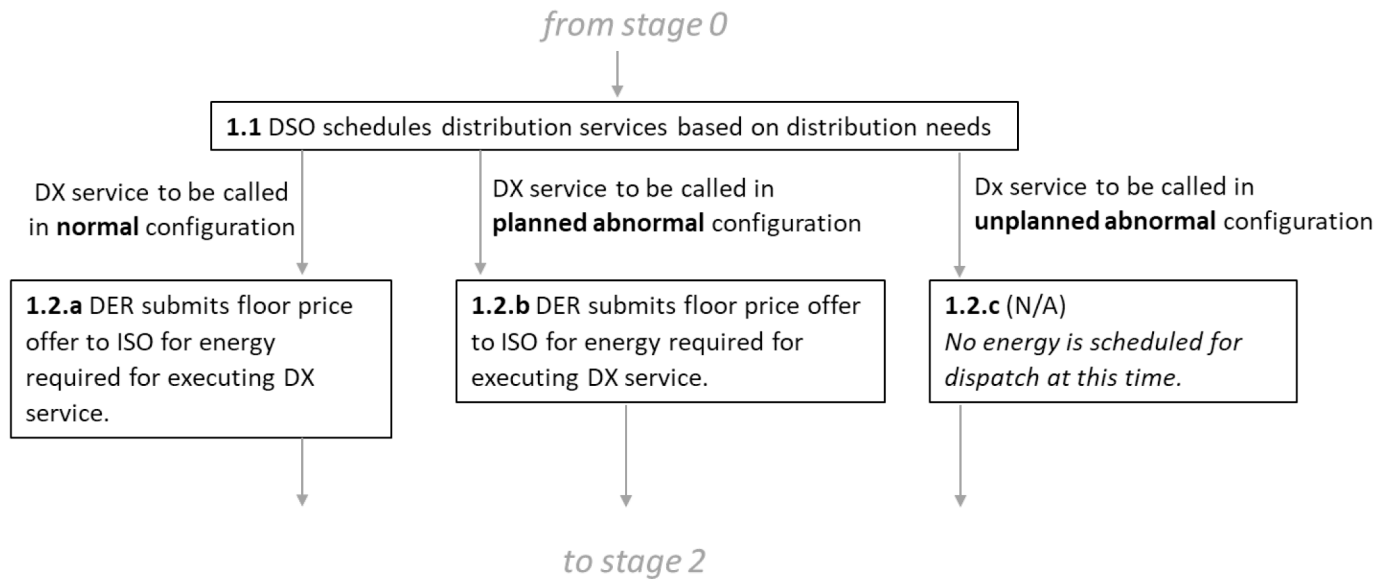 from stage 0
1.1 DSO schedules distribution services based on distribution needs
DX service to be called
in normal configuration
DX service to be called in
planned abnormal configuration
Dx service to be called in
unplanned abnormal configuration
1.2.a DER submits floor price
offer to ISO for energy
required for executing DX
service.
1.2.b DER submits floor price offer
to ISO for energy required for
executing DX service.
1.2.c (N/A)
No energy is scheduled for
dispatch at this time.
to stage 2